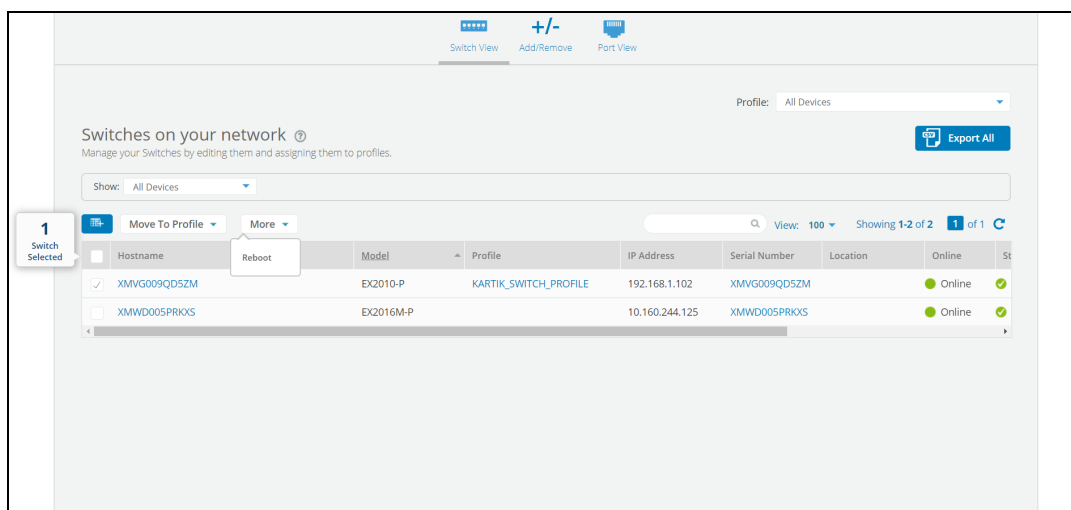 +/-
Switch View Add/Remove Port View
Profile: All Devices
Switches on your network ?
Manage your Switches by editing them and assigning them to profiles.
CSV Export All
Show: All Devices
1
Switch
Selected
Move To Profile More
View: 100 Showing 1-2 of 2 1 of 1
Reboot
Hostname Model Profile IP Address Serial Number Location Online St
XMVG009QD5ZM EX2010-P KARTIK_SWITCH_PROFILE 192.168.1.102 XMVG009QD5ZM Online
XMWD005PRKXS EX2016M-P 10.160.244.125 XMWD005PRKXS Online